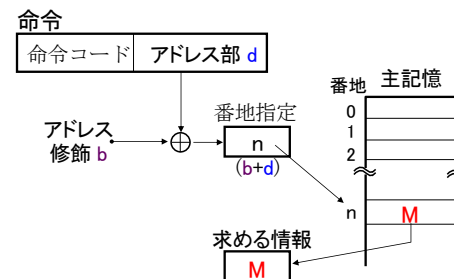 命令
命令コード
アドレス部 d
アドレス
修飾 b
番地指定
n
(b+d)
番地
主記憶
0
1
2
n
M
求める情報
M